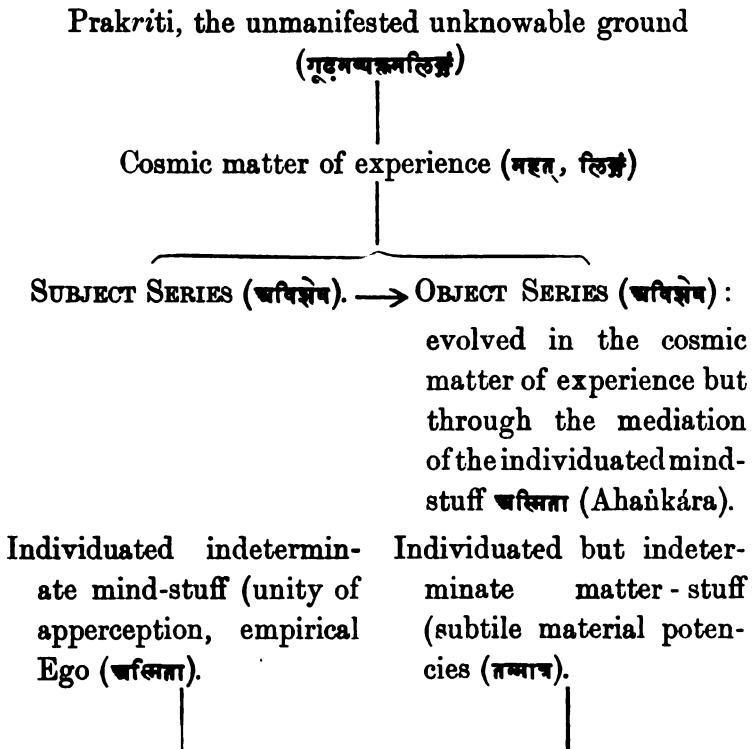 Prakriti, the unmanifested unknowable ground
(गूढमव्यक्तमलिङ्गं)
Cosmic matter of experience (महत्, लिङ्गं)
SUBJECT SERIES (अविशेष). → OBJECT SERIES (अविशेष) :
evolved in the cosmic
matter of experience but
through the mediation
of the individuated mind-
stuff अस्मिता (Ahaṅkára).
Individuated indetermin-
ate mind-stuff (unity of
apperception, empirical
Ego (अस्मिता).
Individuated but indeter-
minate matter-stuff
(subtile material poten-
cies (तन्मात्र).